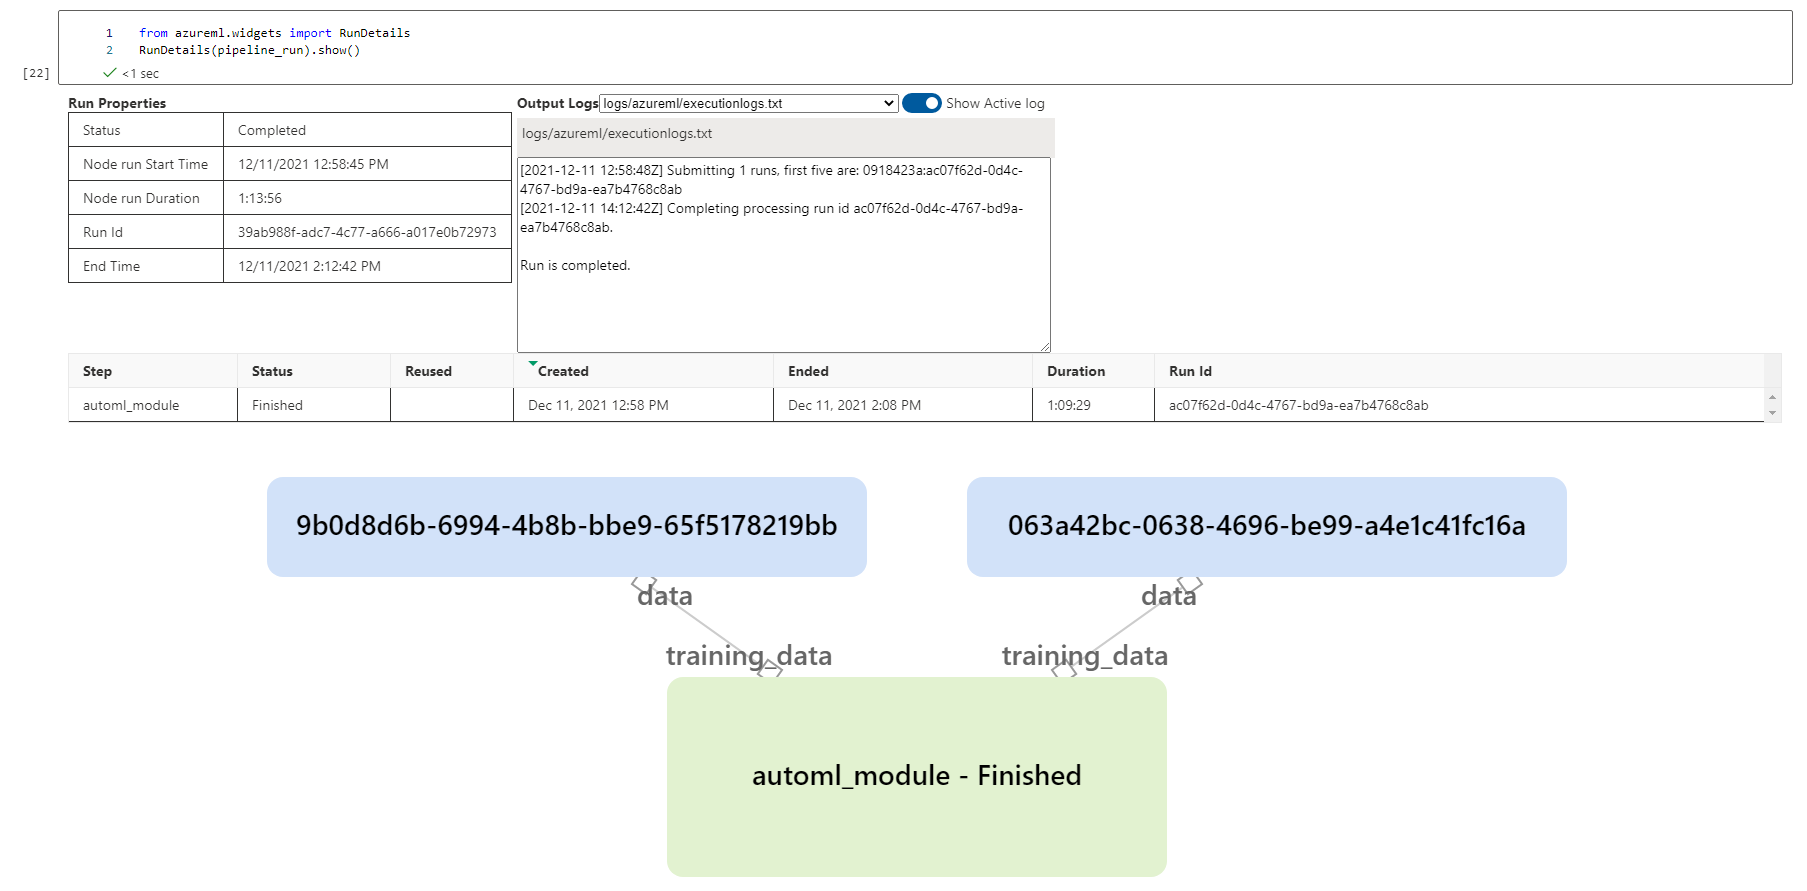 1 from azureml.widgets import RunDetails
2 RunDetails(pipeline_run).show()
[22] <1 sec
Run Properties
Status Completed
Node run Start Time 12/11/2021 12:58:45 PM
Node run Duration 1:13:56
Run Id 39ab988f-adc7-4c77-a666-a017e0b72973
End Time 12/11/2021 2:12:42 PM
Output Logs logs/azureml/executionlogs.txt Show Active log
logs/azureml/executionlogs.txt
[2021-12-11 12:58:48Z] Submitting 1 runs, first five are: 0918423a:ac07f62d-0d4c-
4767-bd9a-ea7b4768c8ab
[2021-12-11 14:12:42Z] Completing processing run id ac07f62d-0d4c-4767-bd9a-
ea7b4768c8ab.
Run is completed.
Step Status Reused Created Ended Duration Run Id
automl_module Finished Dec 11, 2021 12:58 PM Dec 11, 2021 2:08 PM 1:09:29 ac07f62d-0d4c-4767-bd9a-ea7b4768c8ab
9b0d8d6b-6994-4b8b-bbe9-65f5178219bb 063a42bc-0638-4696-be99-a4e1c41fc16a
data data
training_data training_data
automl_module - Finished